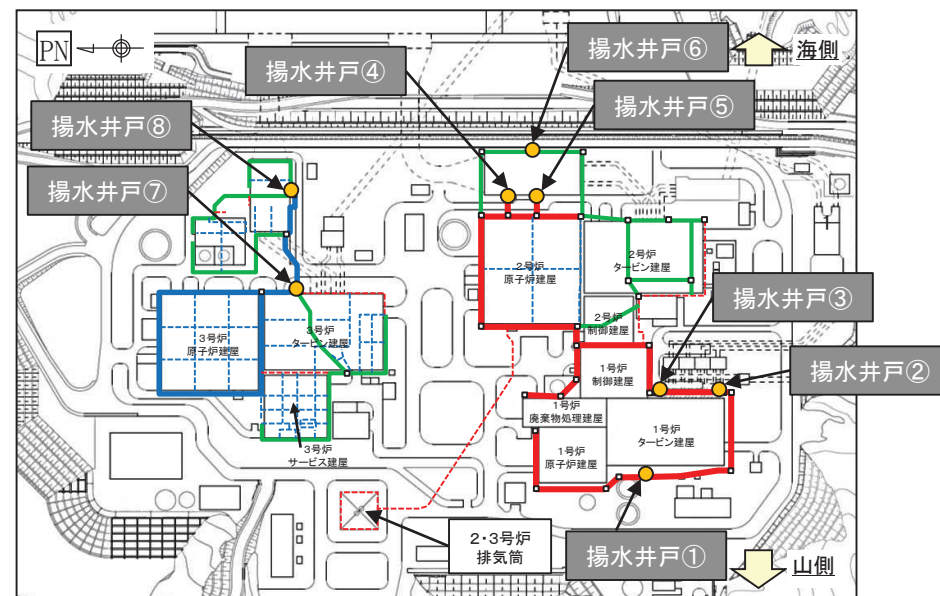 PN
揚水井戸④
揚水井戸⑥
海側
揚水井戸⑤
揚水井戸⑧
揚水井戸⑦
2号炉
原子炉建屋
2号炉
タービン建屋
揚水井戸③
2号炉
制御建屋
3号炉
原子炉建屋
3号炉
タービン建屋
1号炉
制御建屋
揚水井戸②
1号炉
廃棄物処理建屋
1号炉
タービン建屋
1号炉
原子炉建屋
3号炉
サービス建屋
2・3号炉
排気筒
揚水井戸①
山側